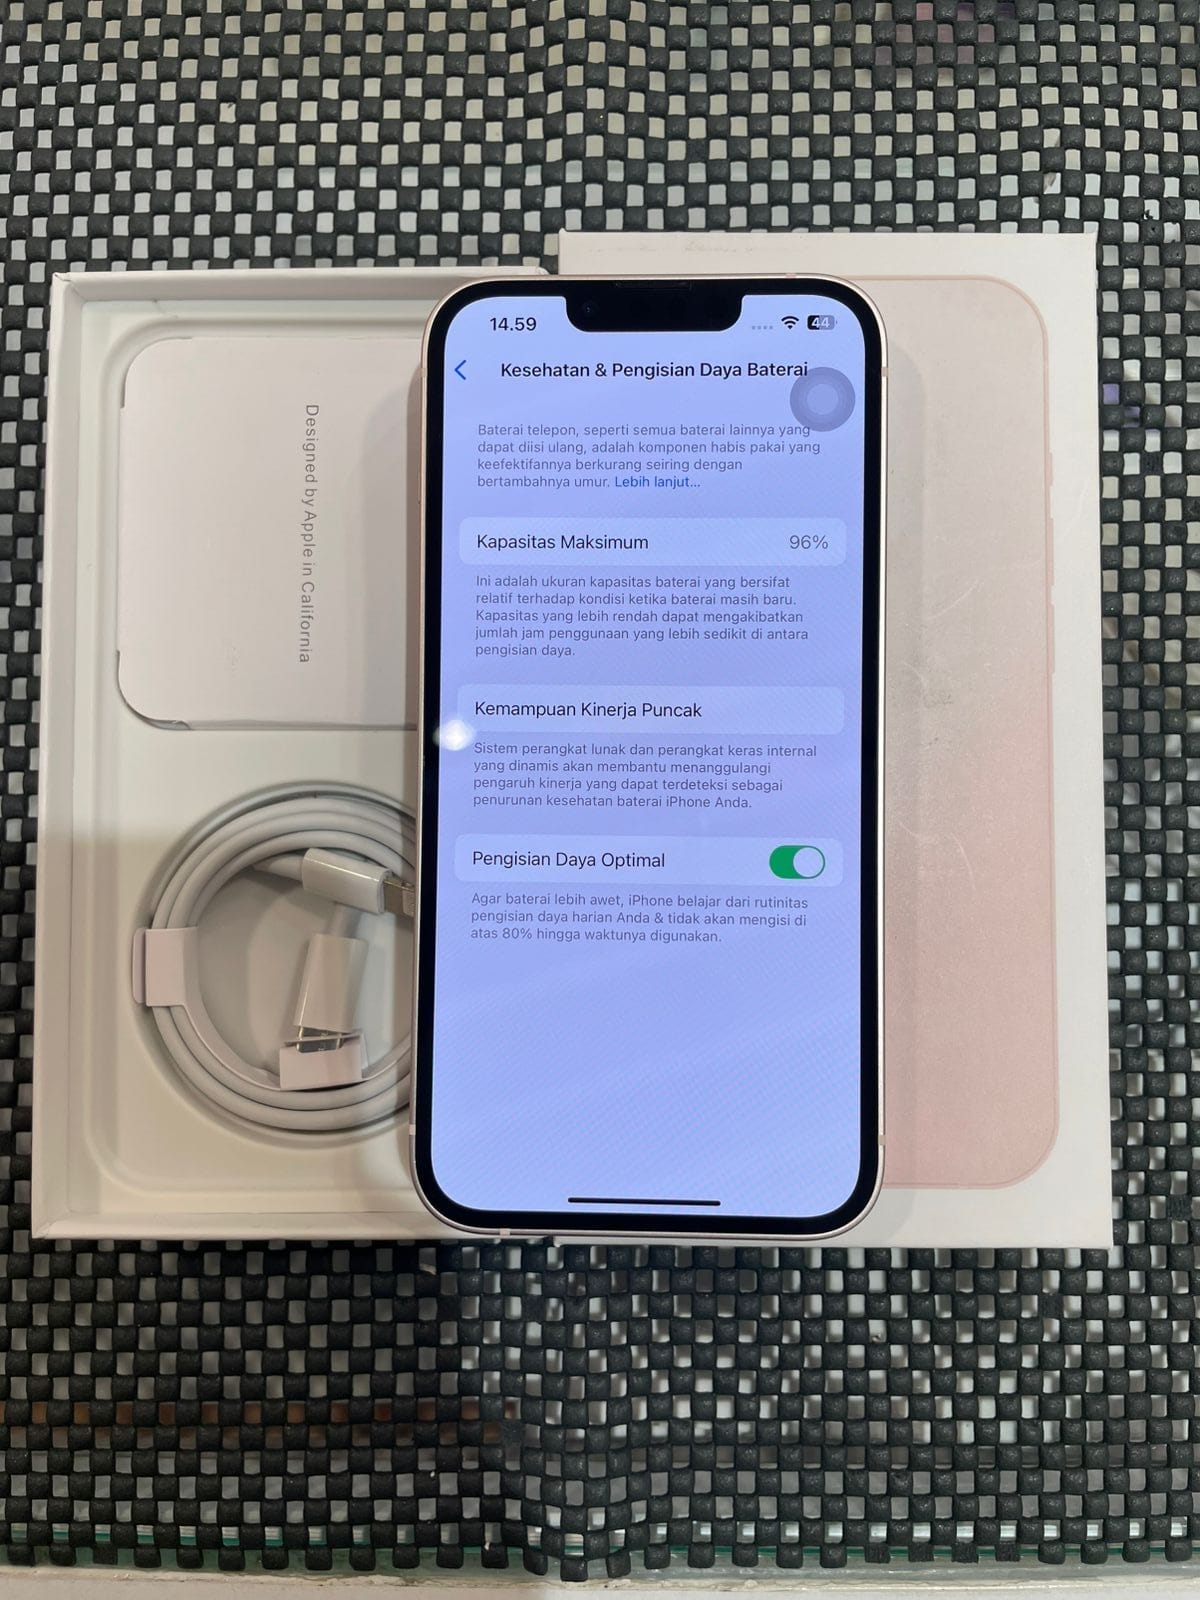 14.59
44
Kesehatan & Pengisian Daya Baterai
Baterai telepon, seperti semua baterai lainnya yang
dapat diisi ulang, adalah komponen habis pakai yang
keefektifannya berkurang seiring dengan
bertambahnya umur. Lebih lanjut...
Kapasitas Maksimum 96%
Ini adalah ukuran kapasitas baterai yang bersifat
relatif terhadap kondisi ketika baterai masih baru.
Kapasitas yang lebih rendah dapat mengakibatkan
jumlah jam penggunaan yang lebih sedikit di antara
pengisian daya.
Kemampuan Kinerja Puncak
Sistem perangkat lunak dan perangkat keras internal
yang dinamis akan membantu menanggulangi
pengaruh kinerja yang dapat terdeteksi sebagai
penurunan kesehatan baterai iPhone Anda.
Pengisian Daya Optimal
Agar baterai lebih awet, iPhone belajar dari rutinitas
pengisian daya harian Anda & tidak akan mengisi di
atas 80% hingga waktunya digunakan.
Designed by Apple in California